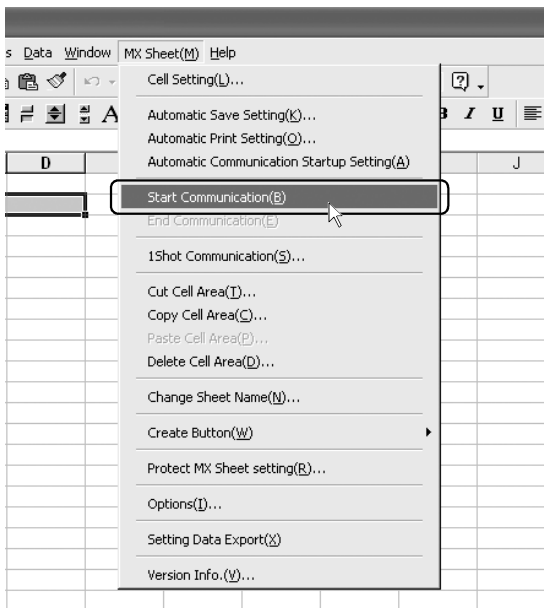 s Data Window MX Sheet(M) Help
Cell Setting(L)...
Automatic Save Setting(K)...
Automatic Print Setting(O)...
Automatic Communication Startup Setting(A)
Start Communication(B)
End Communication(E)
1Shot Communication(S)...
Cut Cell Area(T)...
Copy Cell Area(C)...
Paste Cell Area(P)...
Delete Cell Area(D)...
Change Sheet Name(N)...
Create Button(W)
Protect MX Sheet setting(R)...
Options(I)...
Setting Data Export(X)
Version Info.(V)...
A
B I U
D
J